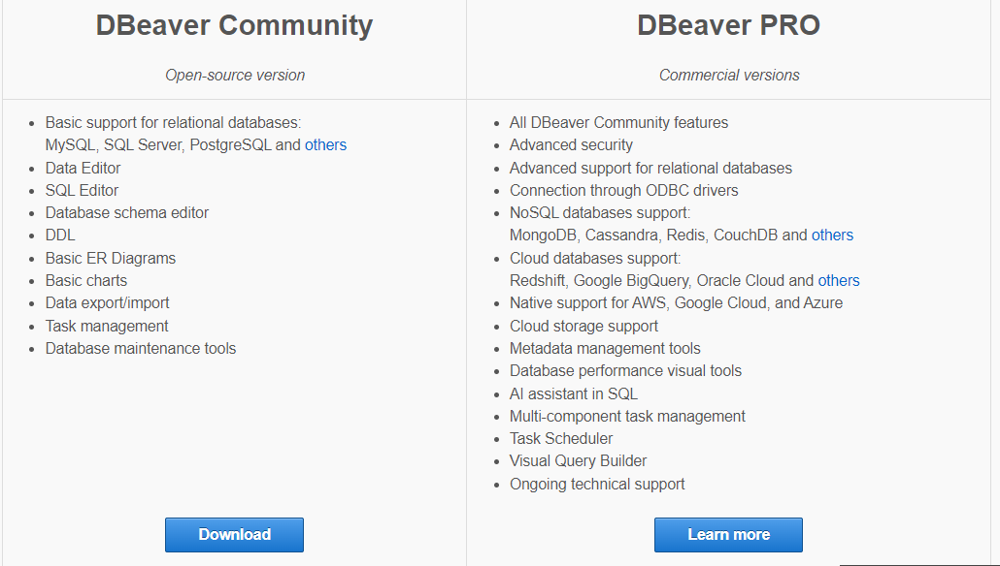 DBeaver Community
Open-source version
Basic support for relational databases:
MySQL, SQL Server, PostgreSQL and others
Data Editor
SQL Editor
Database schema editor
DDL
Basic ER Diagrams
Basic charts
Data export/import
Task management
Database maintenance tools
Download
DBeaver PRO
Commercial versions
All DBeaver Community features
Advanced security
Advanced support for relational databases
Connection through ODBC drivers
NoSQL databases support:
MongoDB, Cassandra, Redis, CouchDB and others
Cloud databases support:
Redshift, Google BigQuery, Oracle Cloud and others
Native support for AWS, Google Cloud, and Azure
Cloud storage support
Metadata management tools
Database performance visual tools
AI assistant in SQL
Multi-component task management
Task Scheduler
Visual Query Builder
Ongoing technical support
Learn more